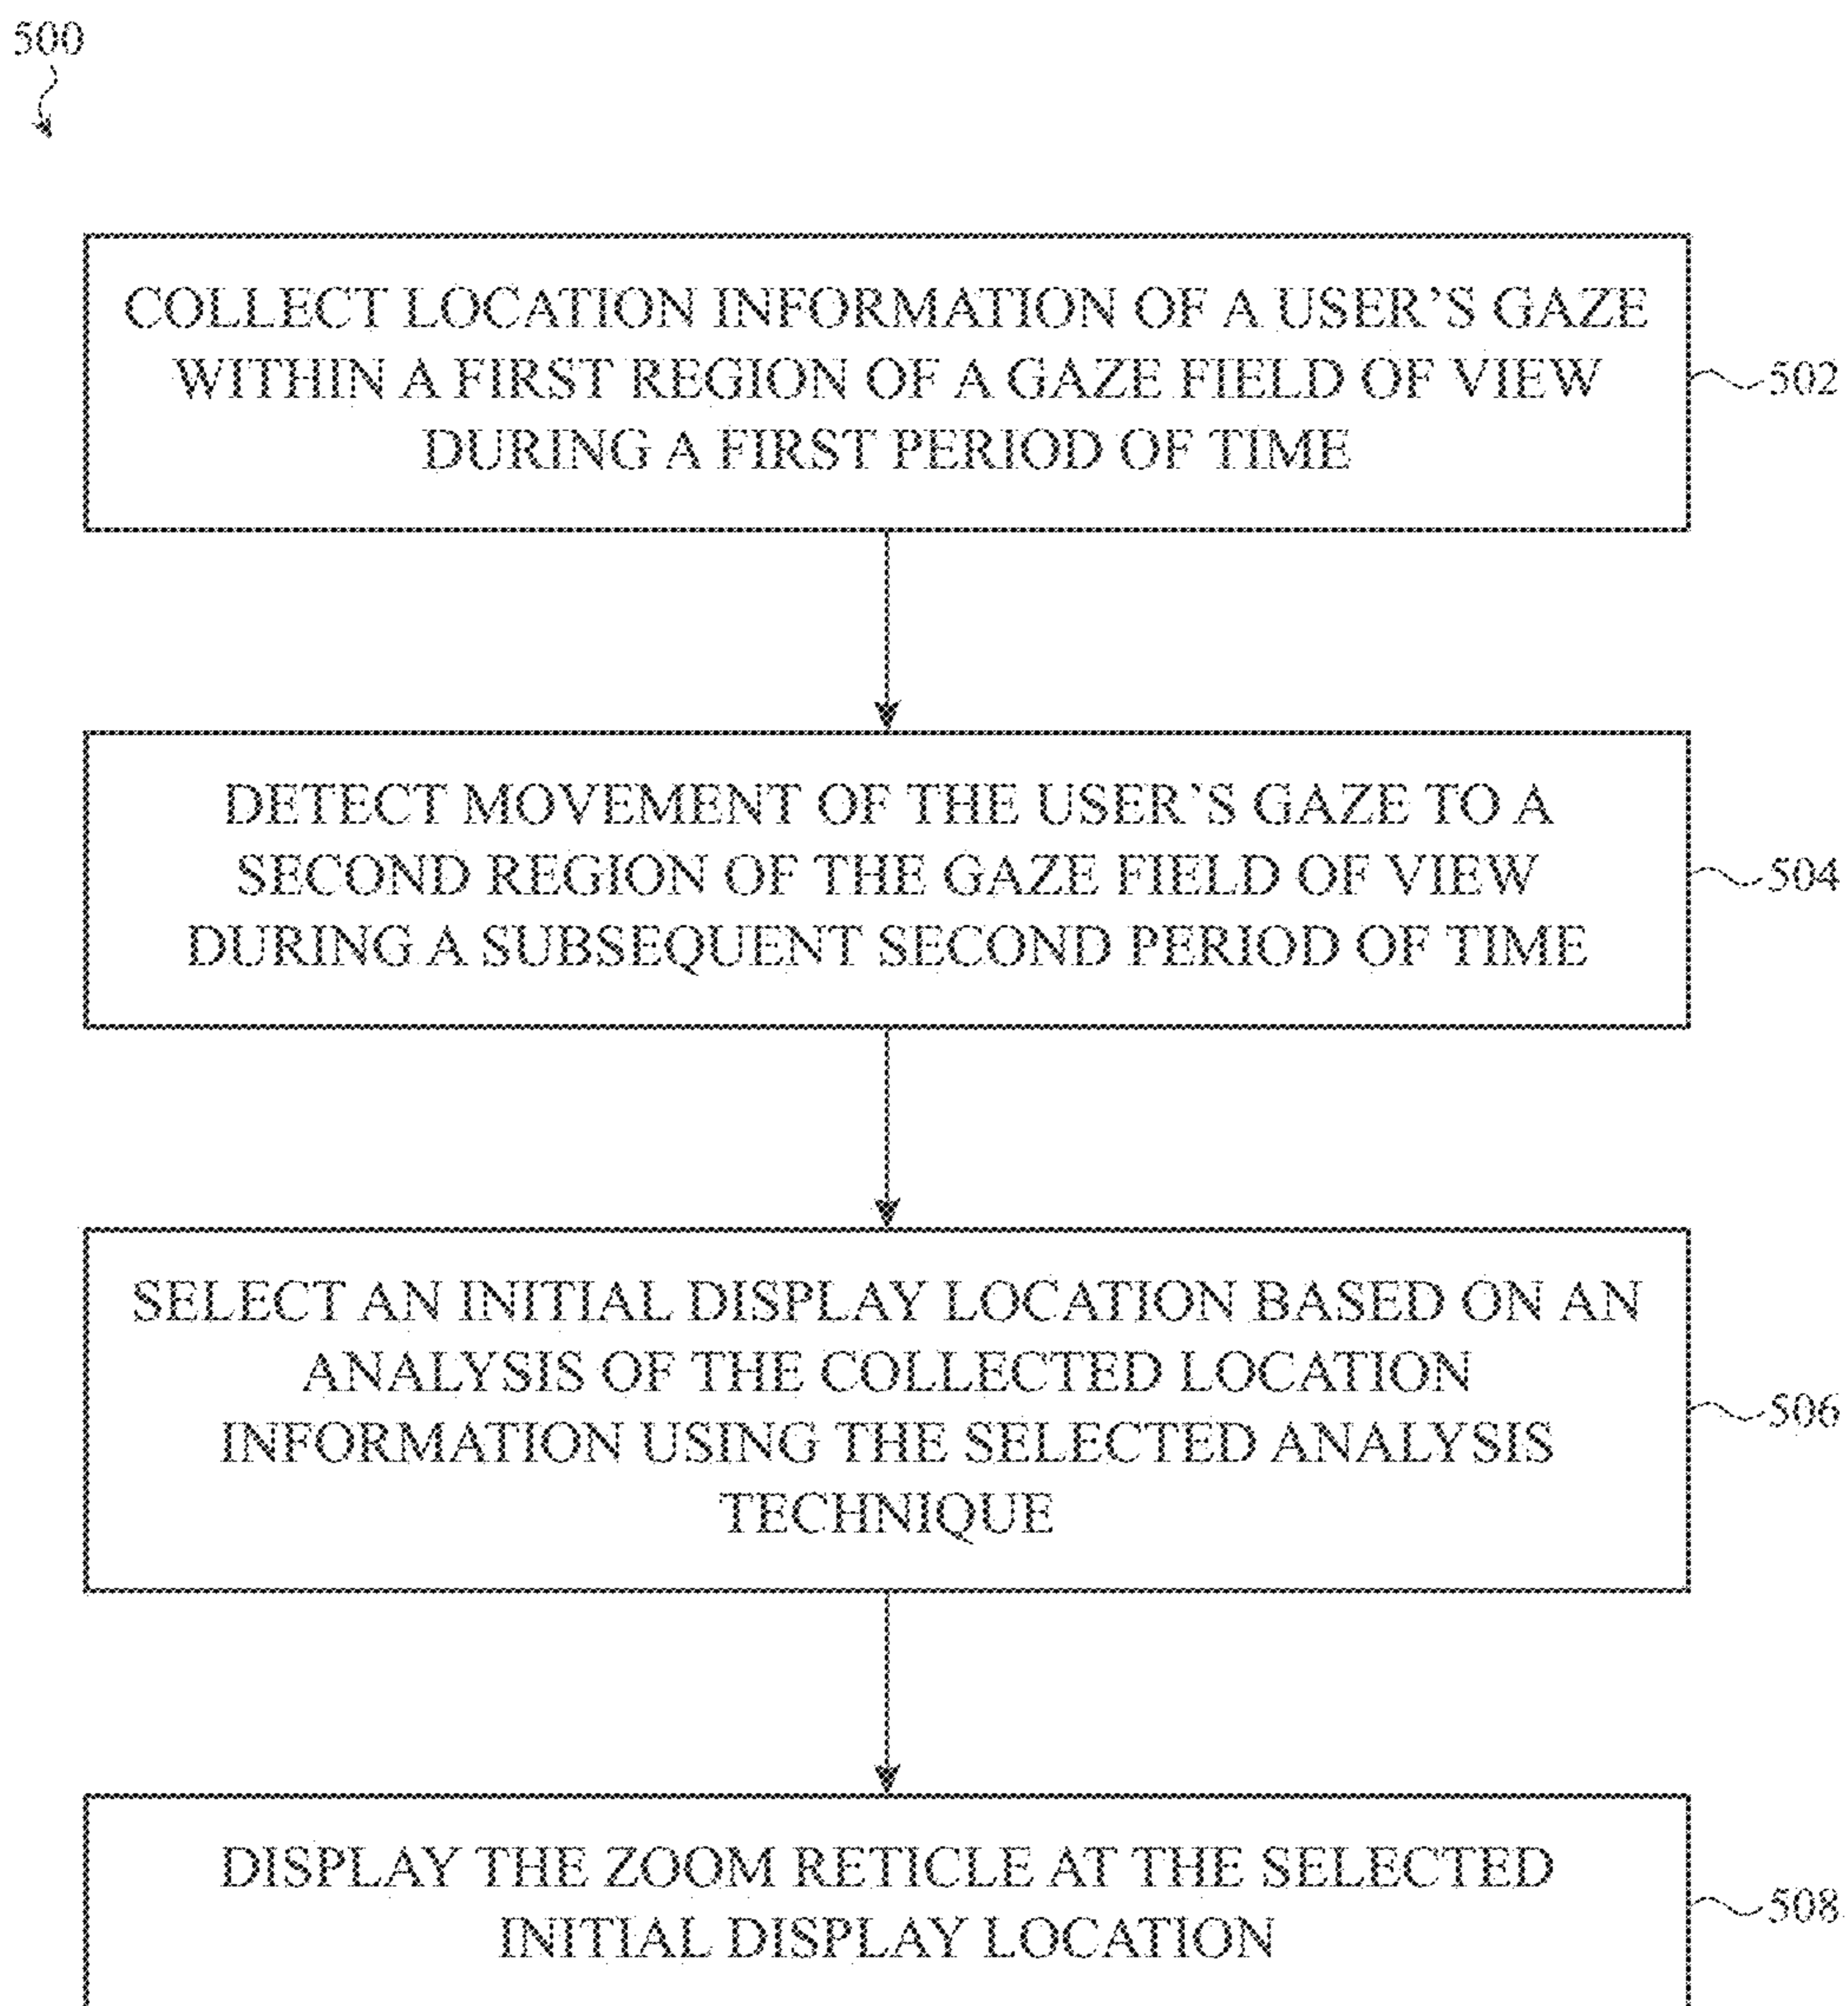 500
COLLECT LOCATION INFORMATION OF A USER’S GAZE
WITHIN A FIRST REGION OF A GAZE FIELD OF VIEW
DURING A FIRST PERIOD OF TIME
502
DETECT MOVEMENT OF THE USER’S GAZE TO A
SECOND REGION OF THE GAZE FIELD OF VIEW
DURING A SUBSEQUENT SECOND PERIOD OF TIME
504
SELECT AN INITIAL DISPLAY LOCATION BASED ON AN
ANALYSIS OF THE COLLECTED LOCATION
INFORMATION USING THE SELECTED ANALYSIS
TECHNIQUE
506
DISPLAY THE ZOOM RETICLE AT THE SELECTED
INITIAL DISPLAY LOCATION
508